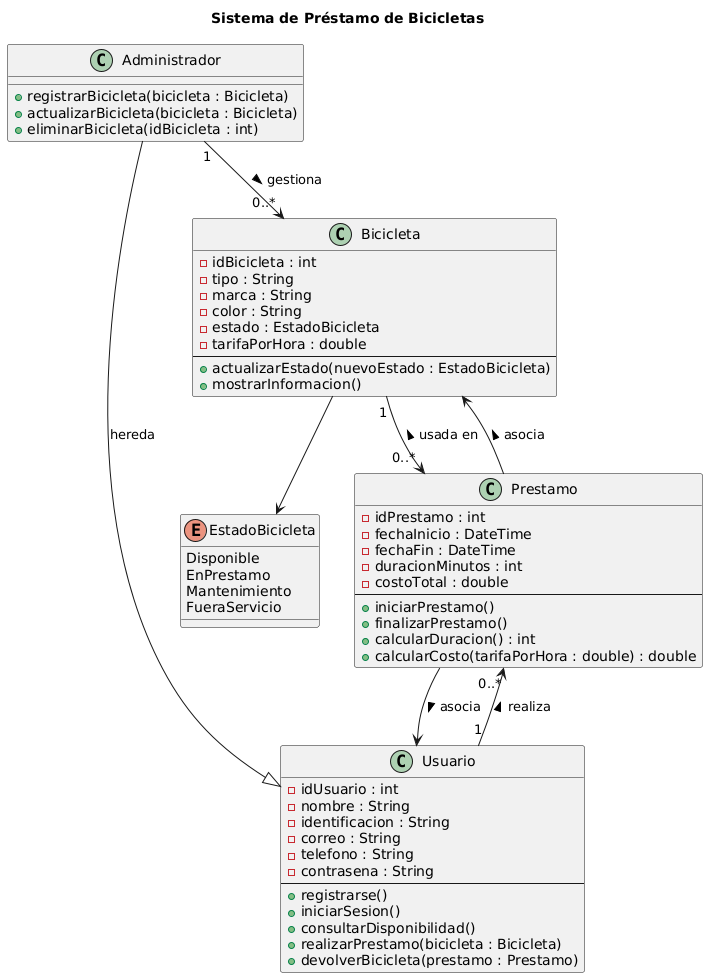 Sistema de Préstamo de Bicicletas
C Administrador
registrarBicicleta(bicicleta : Bicicleta)
actualizarBicicleta(bicicleta : Bicicleta)
eliminarBicicleta(idBicicleta : int)
1
gestiona
0..*
C Bicicleta
idBicicleta : int
tipo : String
marca : String
color : String
estado : EstadoBicicleta
tarifaPorHora : double
actualizarEstado(nuevoEstado : EstadoBicicleta)
mostrarInformacion()
hereda
1
usada en
asocia
0..*
E EstadoBicicleta
Disponible
EnPrestamo
Mantenimiento
FueraServicio
C Prestamo
idPrestamo : int
fechaInicio : DateTime
fechaFin : DateTime
duracionMinutos : int
costoTotal : double
iniciarPrestamo()
finalizarPrestamo()
calcularDuracion() : int
calcularCosto(tarifaPorHora : double) : double
0..*
asocia
realiza
1
C Usuario
idUsuario : int
nombre : String
identificacion : String
correo : String
telefono : String
contrasena : String
registrarse()
iniciarSesion()
consultarDisponibilidad()
realizarPrestamo(bicicleta : Bicicleta)
devolverBicicleta(prestamo : Prestamo)